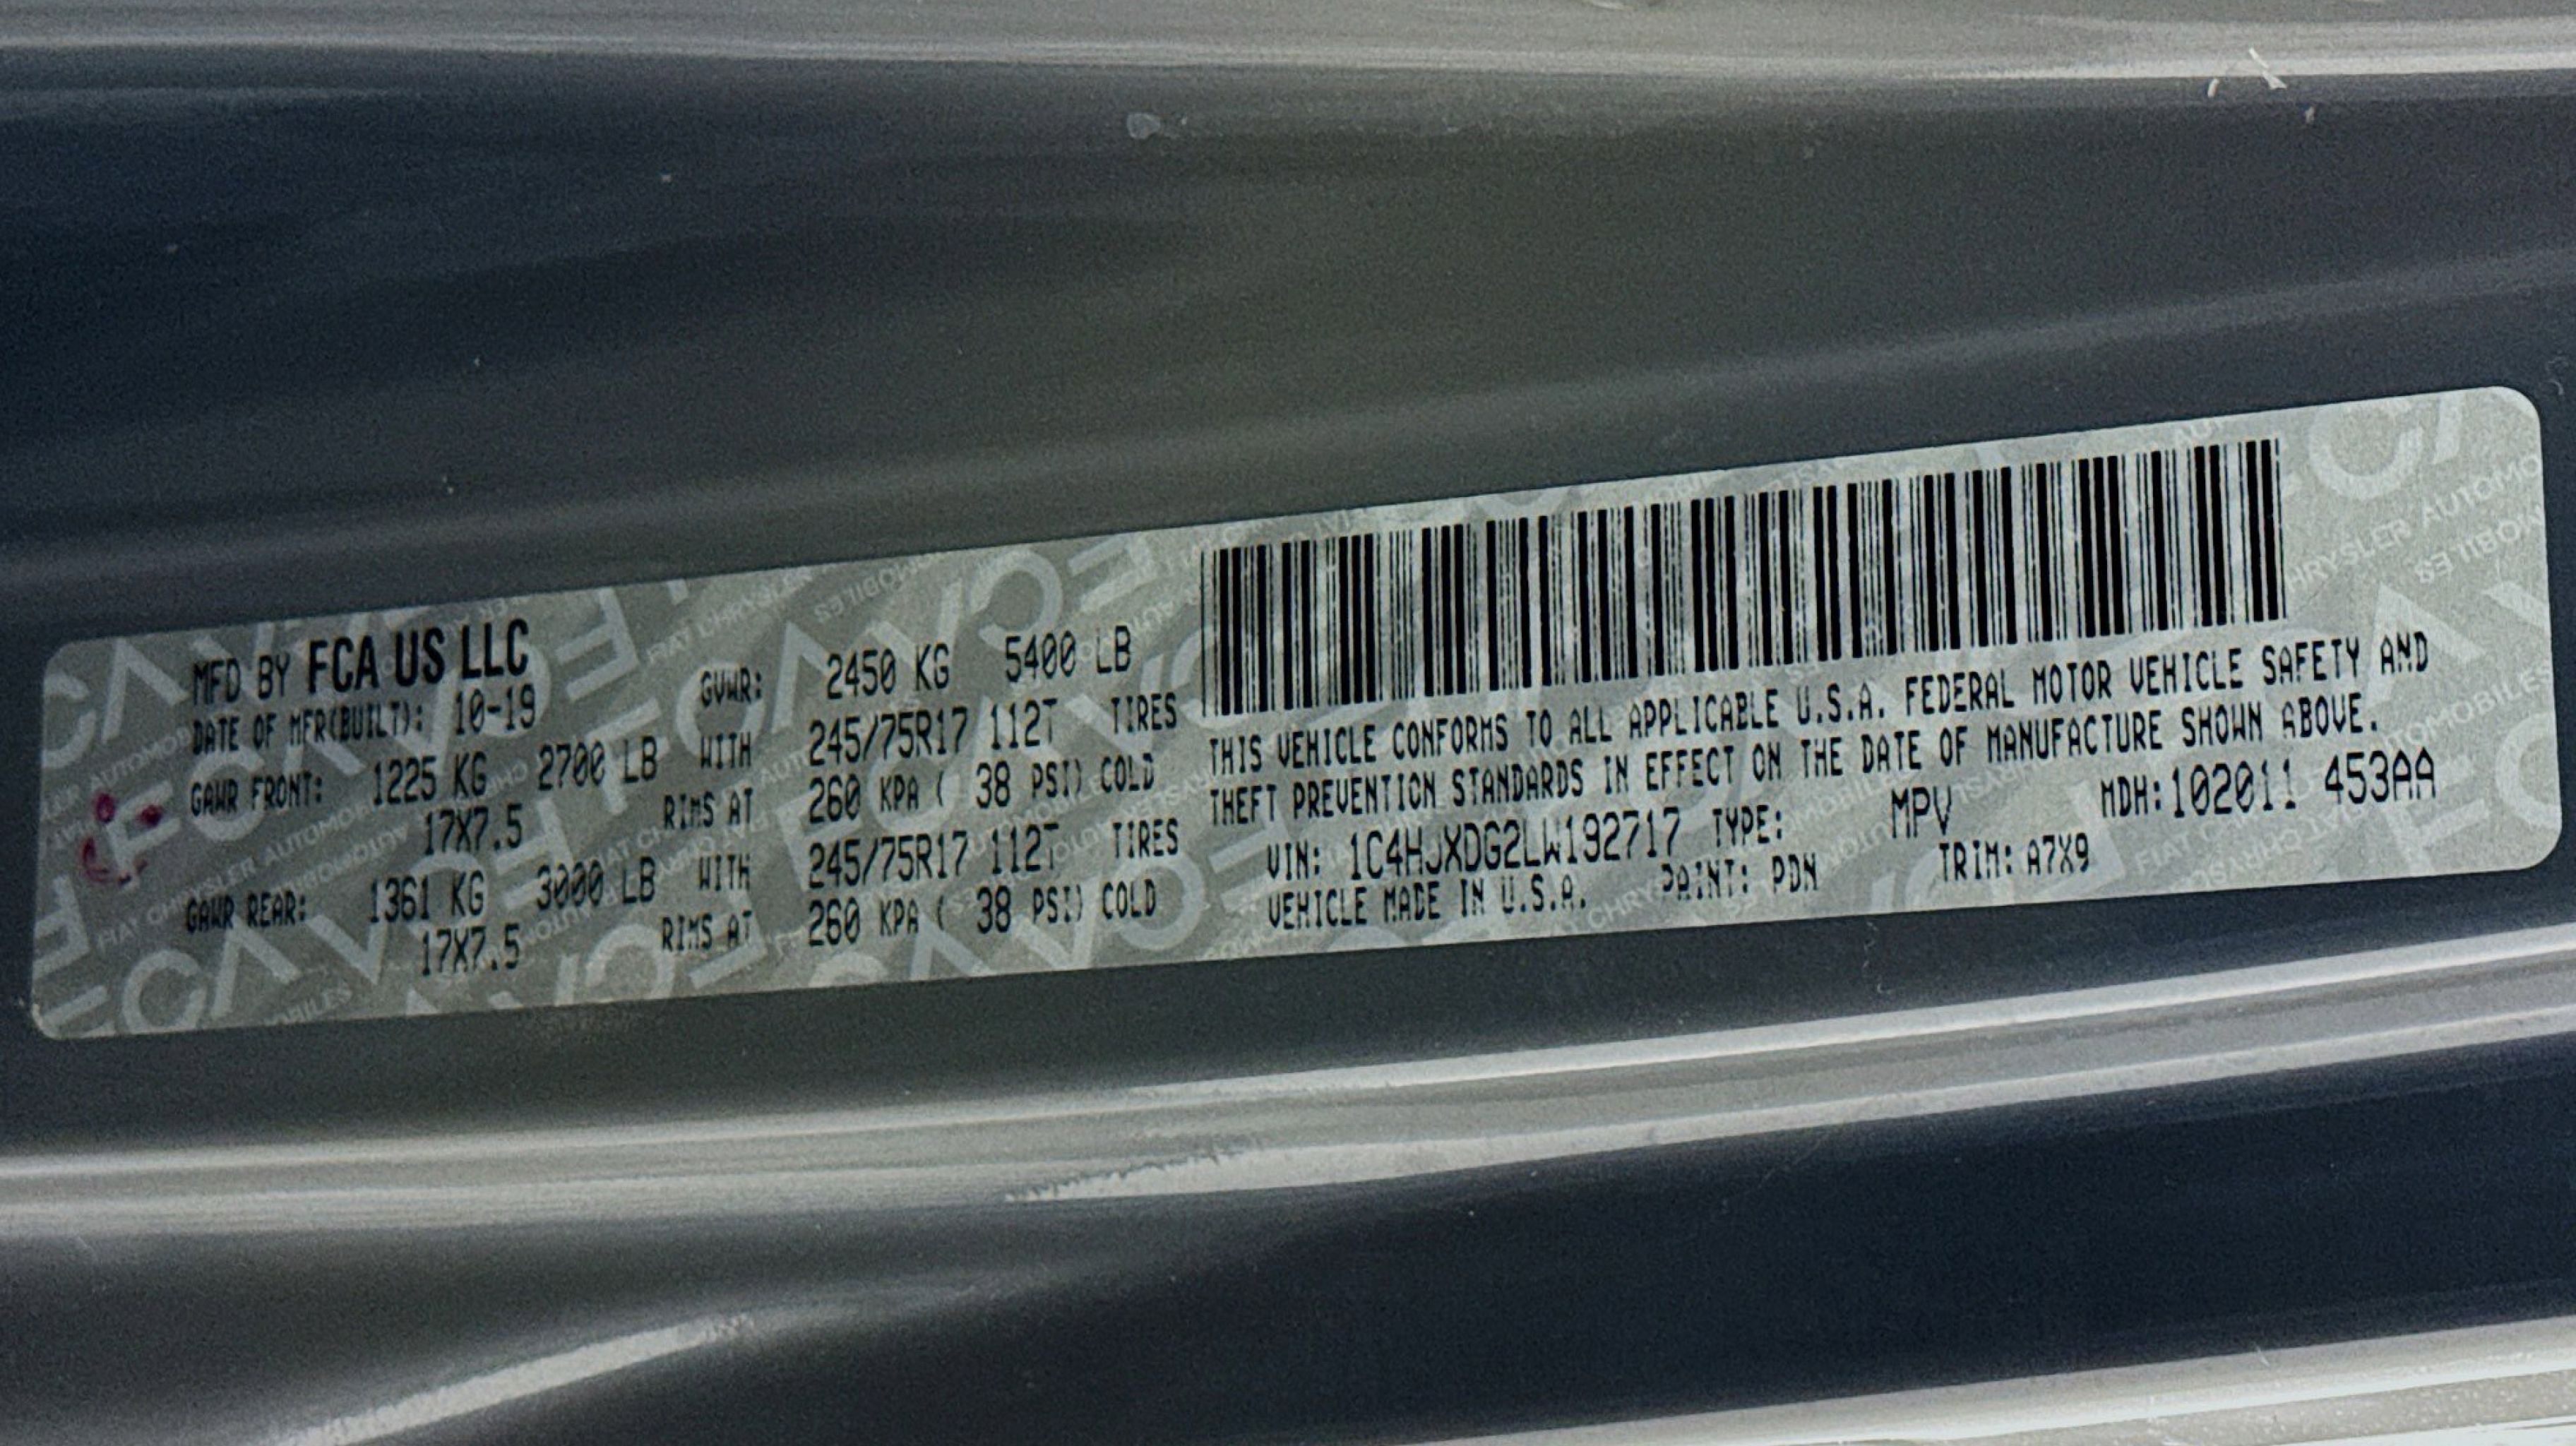 MFD BY FCA US LLC
DATE OF MFR(BUILT): 10-19
GVWR: 2450 KG 5400 LB
GAWR FRONT: 1225 KG 2700 LB WITH 245/75R17 112T TIRES
17X7.5 RIMS AT 260 KPA ( 38 PSI) COLD
GAWR REAR: 1361 KG 3000 LB WITH 245/75R17 112T TIRES
17X7.5 RIMS AT 260 KPA ( 38 PSI) COLD
THIS VEHICLE CONFORMS TO ALL APPLICABLE U.S.A. FEDERAL MOTOR VEHICLE SAFETY AND
THEFT PREVENTION STANDARDS IN EFFECT ON THE DATE OF MANUFACTURE SHOWN ABOVE.
VIN: 1C4HJXDG2LW192717 TYPE: MPV MDH:102011 453AA
VEHICLE MADE IN U.S.A. PAINT: PDN TRIM: A7X9